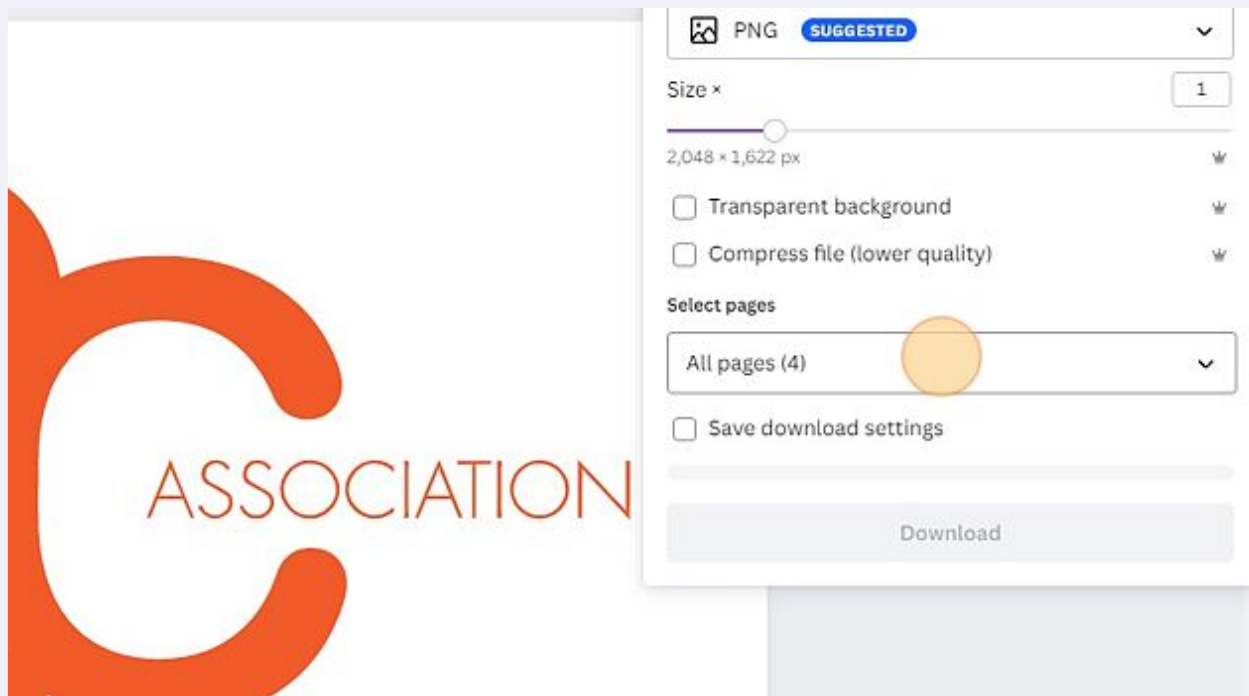 PNG SUGGESTED
Size × 1
2,048 × 1,622 px
Transparent background
Compress file (lower quality)
Select pages
All pages (4)
Save download settings
ASSOCIATION
Download